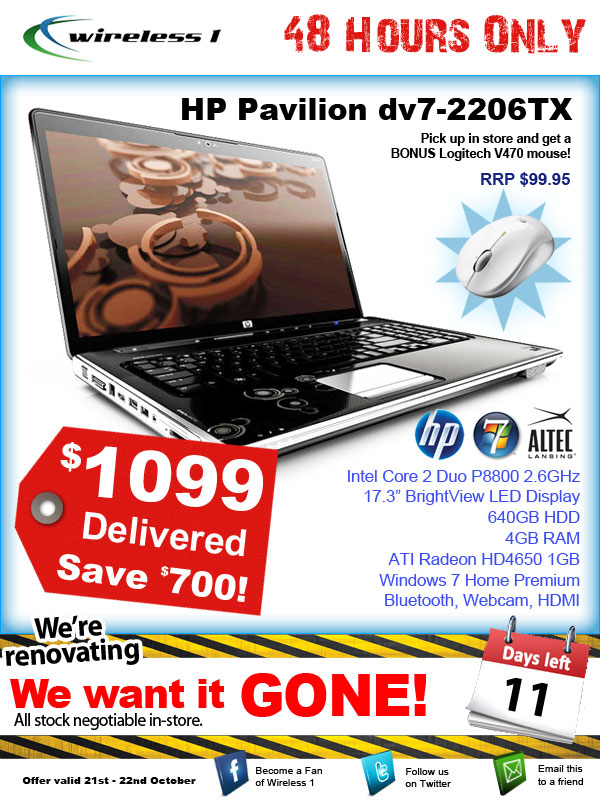 wireless 1
48 Hours Only
HP Pavilion dv7-2206TX
Pick up in store and get a
BONUS Logitech V470 mouse!
RRP $99.95
hp
7
ALTEC
LANSING
$1099
Delivered
Save $700!
Intel Core 2 Duo P8800 2.6GHz
17.3” BrightView LED Display
640GB HDD
4GB RAM
ATI Radeon HD4650 1GB
Windows 7 Home Premium
Bluetooth, Webcam, HDMI
We're
renovating
We want it GONE!
All stock negotiable in-store.
Days left
11
Offer valid 21st - 22nd October
Become a Fan
of Wireless 1
Follow us
on Twitter
Email this
to a friend